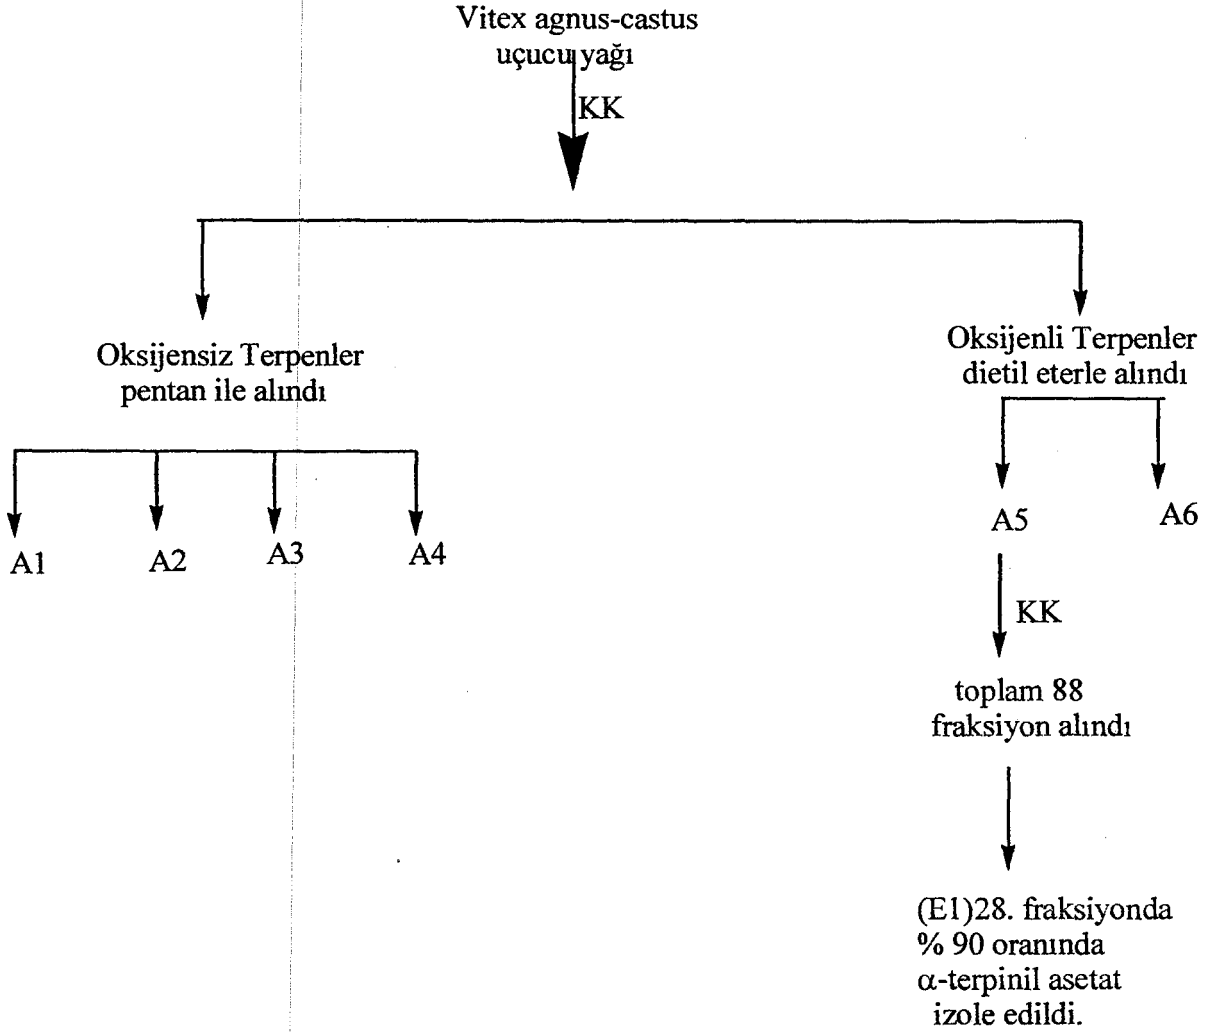 Vitex agnus-castus
uçucu yağı
KK
Oksijensiz Terpenler
pentan ile alındı
Oksijenli Terpenler
dietil eterle alındı
A1
A2
A3
A4
A5
A6
KK
toplam 88
fraksiyon alındı
(E1)28. fraksiyonda
% 90 oranında
α-terpinil asetat
izole edildi.